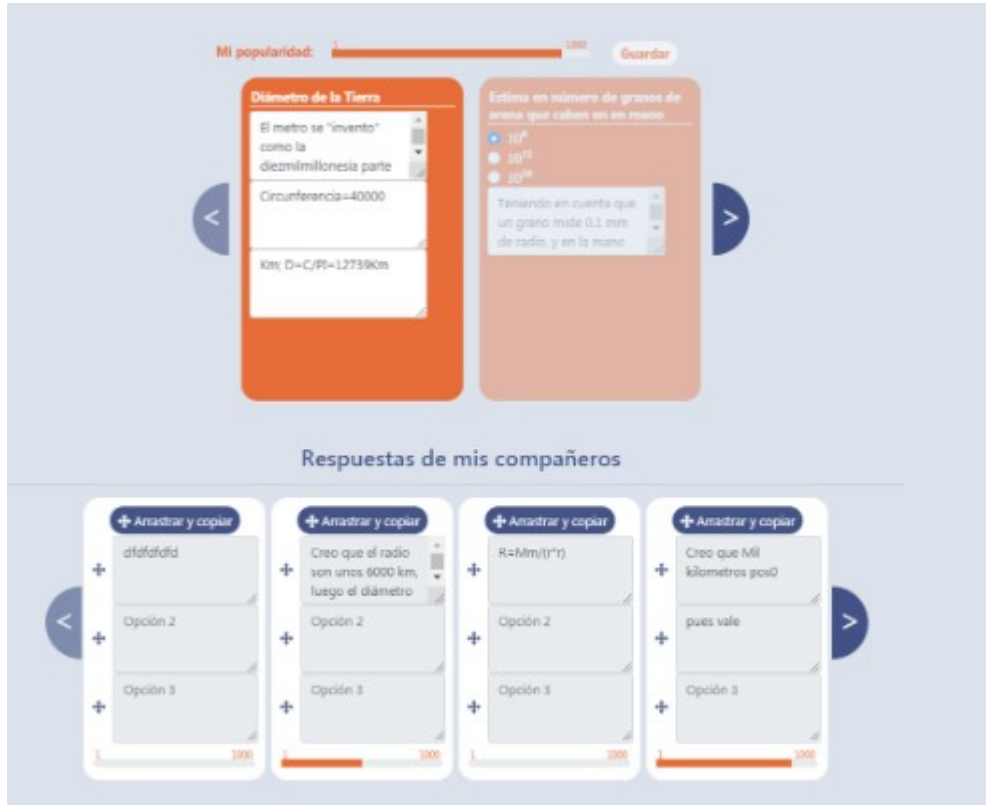 Mi popularidad:
1
1000
Guardar
Diámetro de la Tierra
El metro se "invento"
como la
diezmilmillonesia parte
Circunferencia=40000
Km; D=C/PI=12739Km
Estima en número de granos de
arena que caben en en mano
10⁶
Teniendo en cuenta que
un grano mide 0.1 mm
de radio, y en la mano
<
>
Respuestas de mis compañeros
Arrastrar y copiar
dfdfdfdfd
Opción 2
Opción 3
1
1000
Arrastrar y copiar
Creo que el radio
son unos 6000 km,
luego el diámetro
Opción 2
Opción 3
1
1000
Arrastrar y copiar
R=Mm/(r*r)
Opción 2
Opción 3
1
1000
Arrastrar y copiar
Creo que Mil
kilometros pos0
pues vale
Opción 3
1
1000
<
>